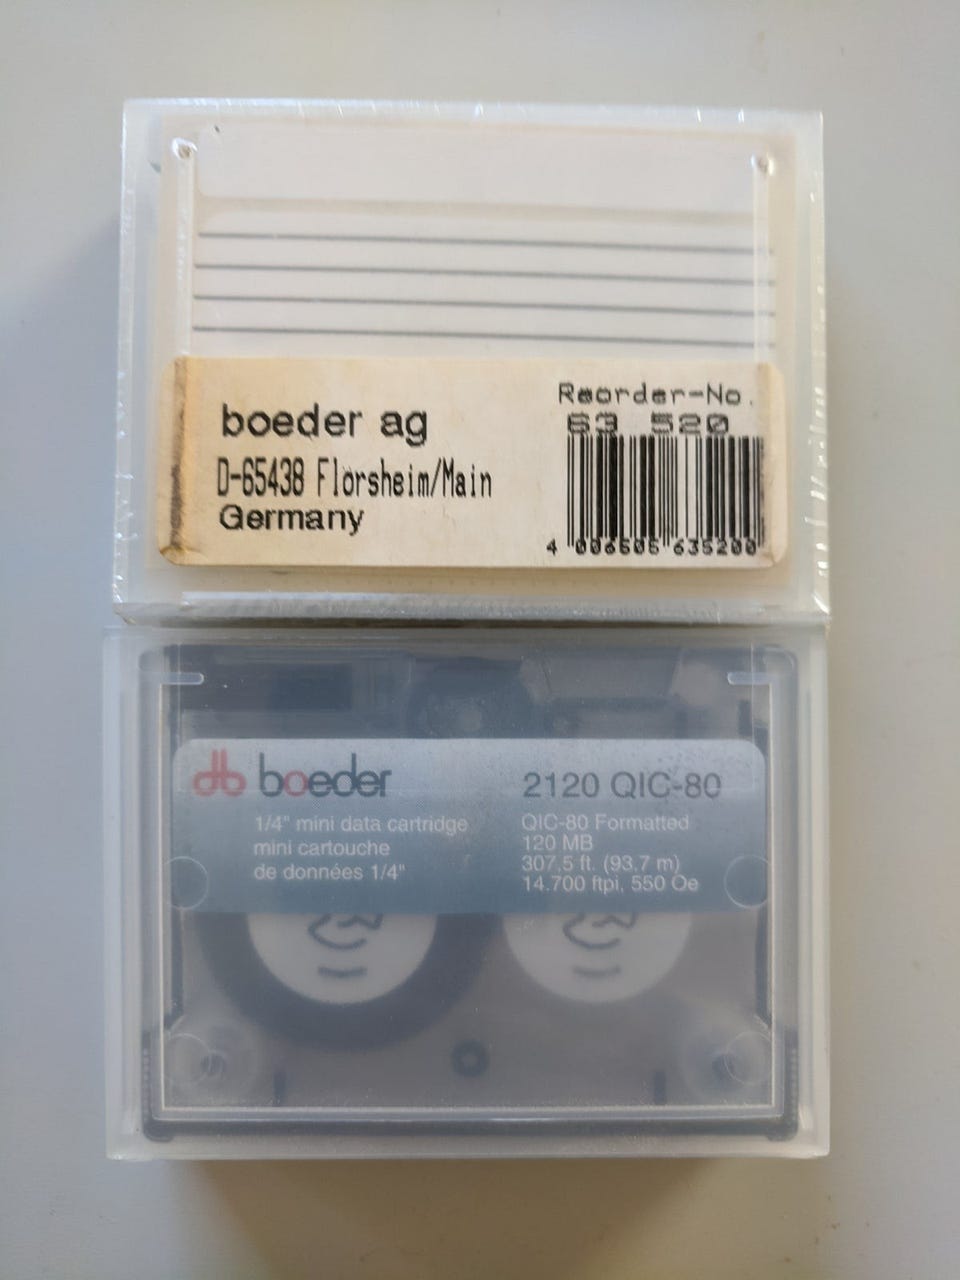 boeder ag
D-65438 Flörsheim/Main
Germany
Reorder-No.
63 520
4 006505 635200
boeder
1/4" mini data cartridge
mini cartouche
de données 1/4"
2120 QIC-80
QIC-80 Formatted
120 MB
307,5 ft. (93,7 m)
14.700 ftpi, 550 Oe